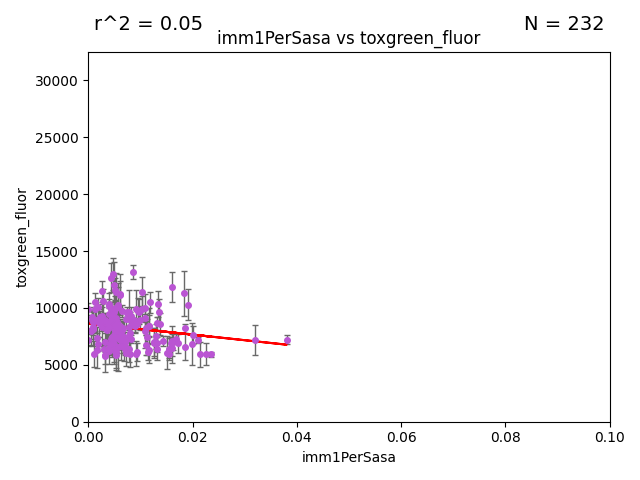 r^2 = 0.05
N = 232
imm1PerSasa vs toxgreen_fluor
toxgreen_fluor
30000
25000
20000
15000
10000
5000
0
0.00
0.02
0.04
0.06
0.08
0.10
imm1PerSasa